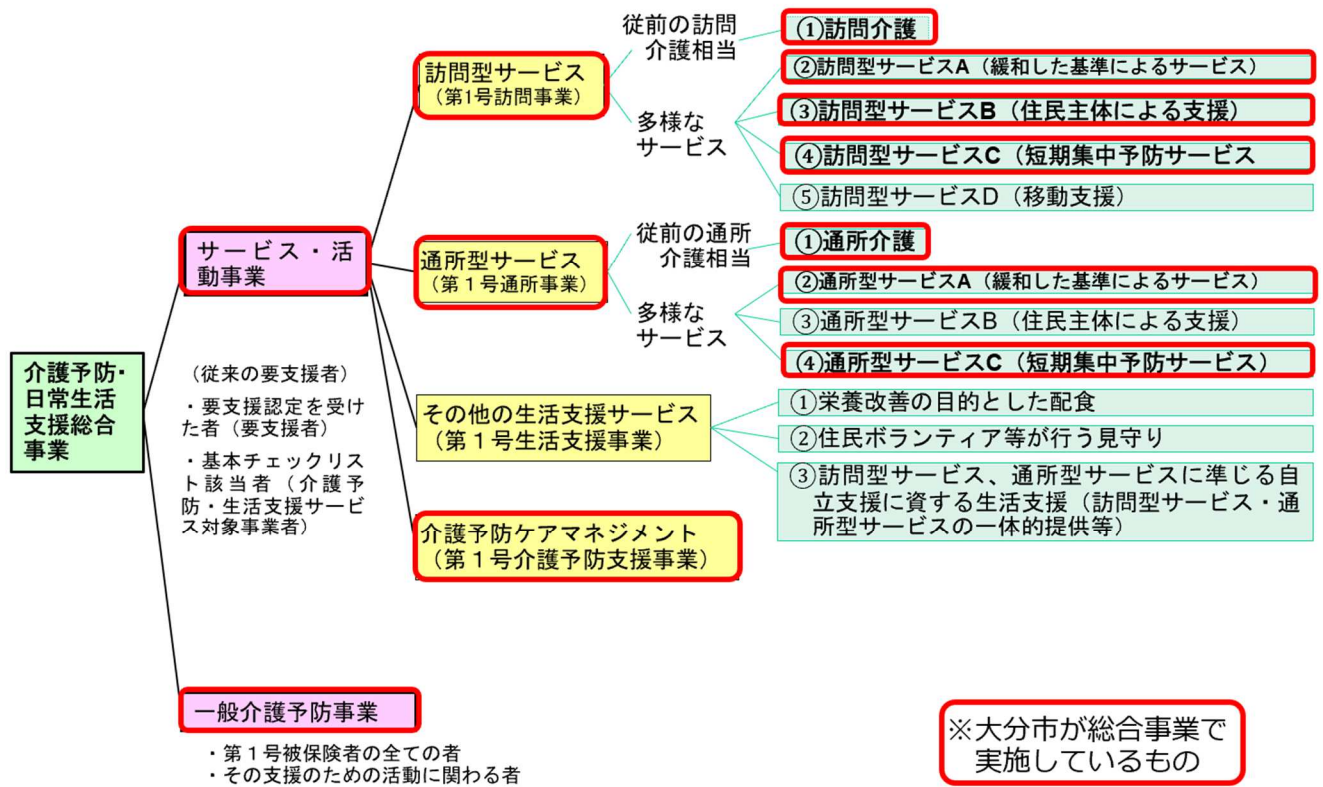 介護予防・
日常生活
支援総合
事業
サービス・活
動事業
（従来の要支援者）
・要支援認定を受け
た者（要支援者）
・基本チェックリス
ト該当者（介護予
防・生活支援サービ
ス対象事業者）
訪問型サービス
（第1号訪問事業）
従前の訪問
介護相当
①訪問介護
多様な
サービス
②訪問型サービスA（緩和した基準によるサービス）
③訪問型サービスB（住民主体による支援）
④訪問型サービスC（短期集中予防サービス
⑤訪問型サービスD（移動支援）
通所型サービス
（第１号通所事業）
従前の通所
介護相当
①通所介護
多様な
サービス
②通所型サービスA（緩和した基準によるサービス）
③通所型サービスB（住民主体による支援）
④通所型サービスC（短期集中予防サービス）
その他の生活支援サービス
（第１号生活支援事業）
①栄養改善の目的とした配食
②住民ボランティア等が行う見守り
③訪問型サービス、通所型サービスに準じる自
立支援に資する生活支援（訪問型サービス・通
所型サービスの一体的提供等）
介護予防ケアマネジメント
（第１号介護予防支援事業）
一般介護予防事業
・第１号被保険者の全ての者
・その支援のための活動に関わる者
※大分市が総合事業で
実施しているもの